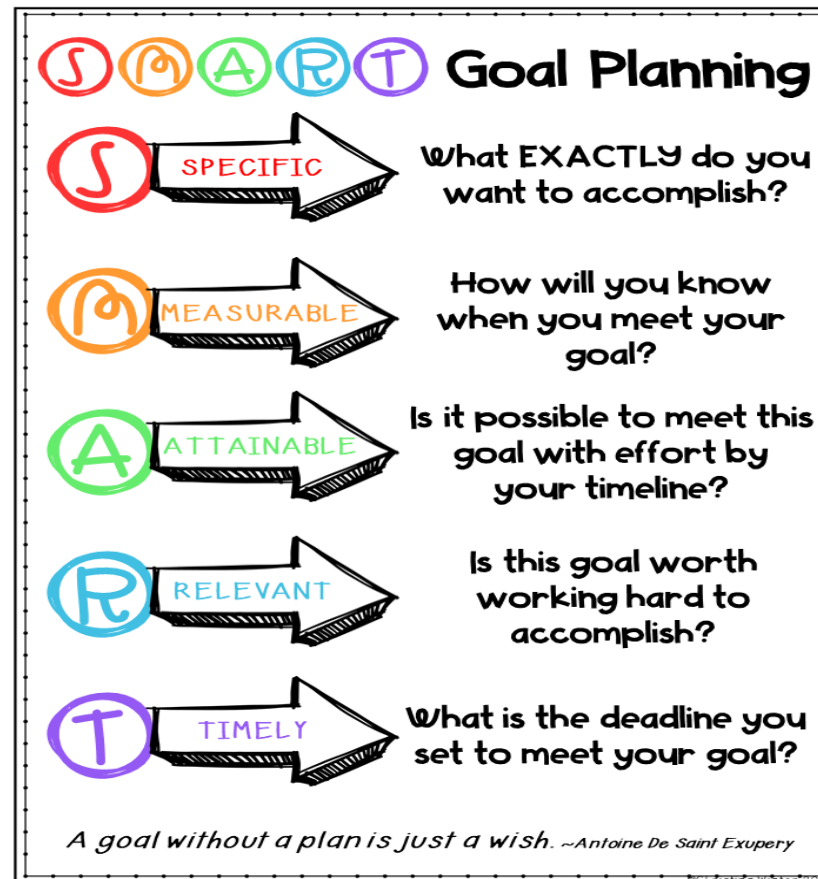 SMART Goal Planning
S SPECIFIC What EXACTLY do you
want to accomplish?
M MEASURABLE How will you know
when you meet your
goal?
A ATTAINABLE Is it possible to meet this
goal with effort by
your timeline?
R RELEVANT Is this goal worth
working hard to
accomplish?
T TIMELY What is the deadline you
set to meet your goal?
A goal without a plan is just a wish. ~Antoine De Saint Exupery